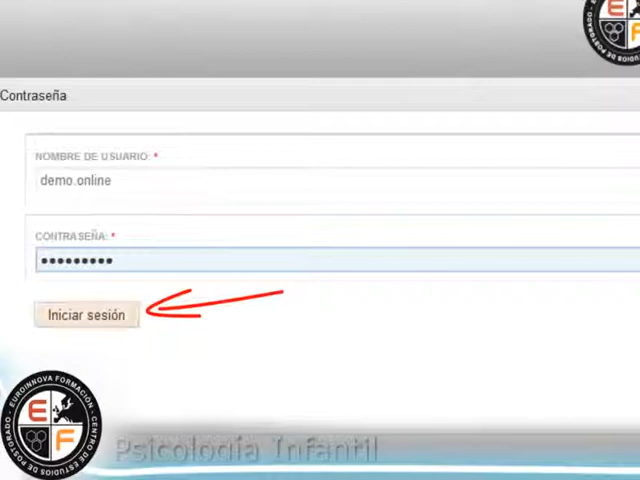 Contraseña
NOMBRE DE USUARIO: *
demo.online
CONTRASEÑA: *
•••••••••
Iniciar sesión
EUROINNOVA FORMACIÓN
CENTRO DE ESTUDIOS DE POSTGRADO
E
F
Psicología Infantil